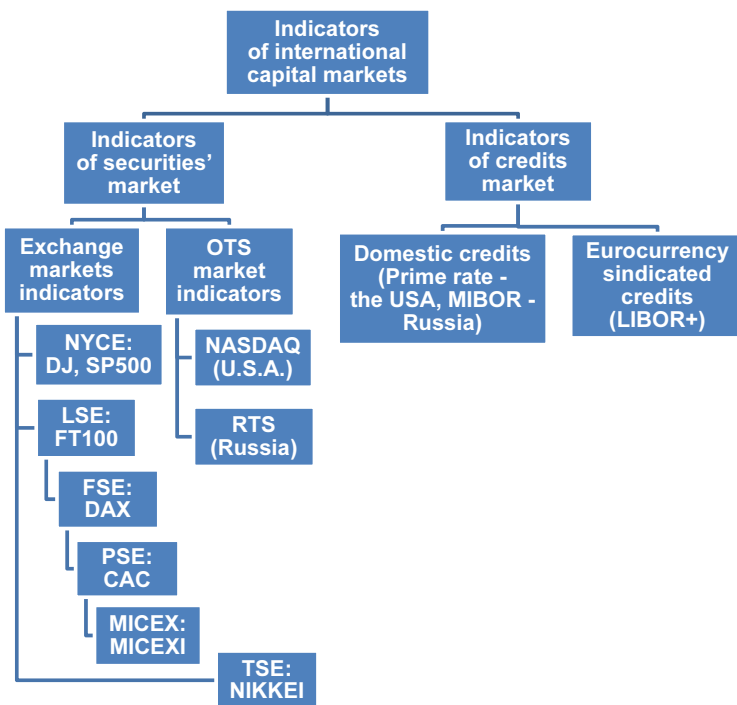 Indicators
of international
capital markets
Indicators
of securities’
market
Indicators
of credits
market
Exchange
markets
indicators
OTS
market
indicators
Domestic credits
(Prime rate -
the USA, MIBOR -
Russia)
Eurocurrency
sindicated
credits
(LIBOR+)
NYCE:
DJ, SP500
NASDAQ
(U.S.A.)
LSE:
FT100
RTS
(Russia)
FSE:
DAX
PSE:
CAC
MICEX:
MICEXI
TSE:
NIKKEI